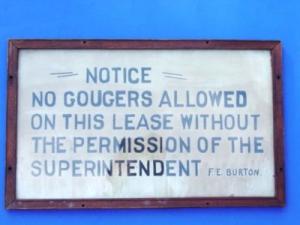 NOTICE
NO GOUGERS ALLOWED
ON THIS LEASE WITHOUT
THE PERMISSION OF THE
SUPERINTENDENT F.E. BURTON.